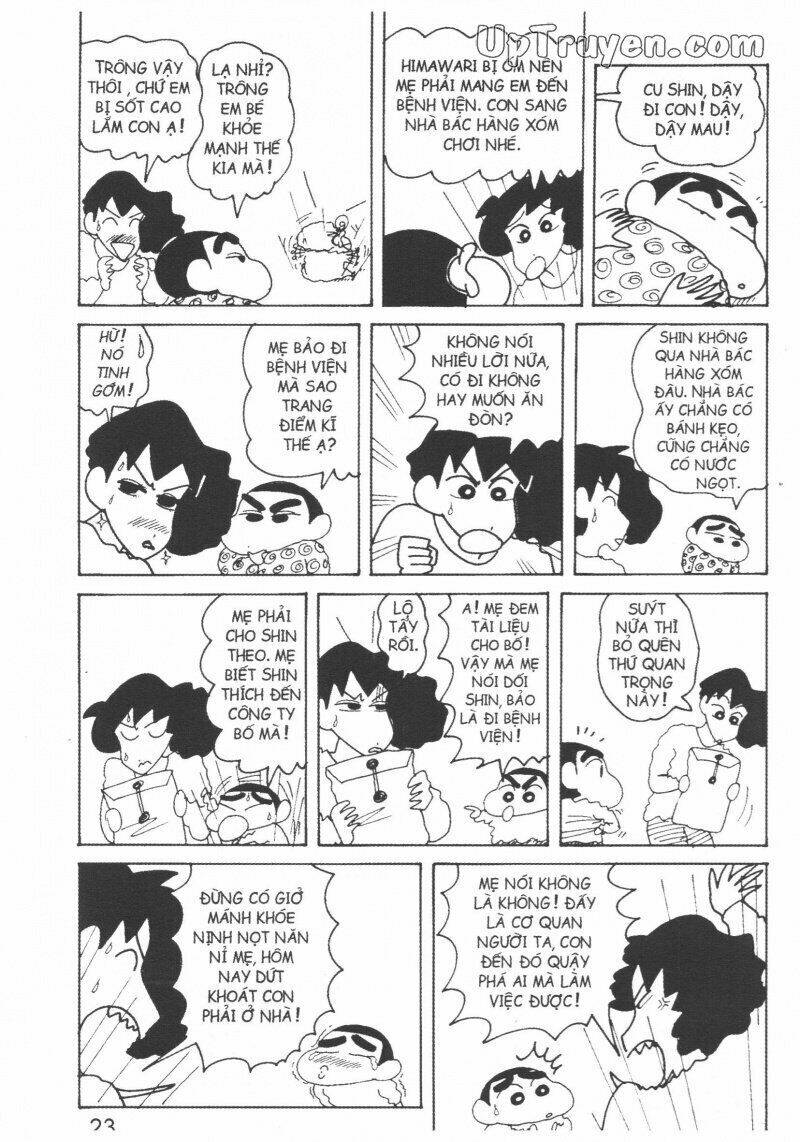 UpTruyen.com
CU SHIN, DẬY
ĐI CON! DẬY,
DẬY MAU!
HIMAWARI BỊ ỐM NÊN
MẸ PHẢI MANG EM ĐẾN
BỆNH VIỆN. CON SANG
NHÀ BÁC HÀNG XÓM
CHƠI NHÉ.
LẠ NHỈ?
TRÔNG
EM BÉ
KHỎE
MẠNH THẾ
KIA MÀ!
TRÔNG VẬY
THÔI, CHỨ EM
BỊ SỐT CAO
LẮM CON Ạ!
SHIN KHÔNG
QUA NHÀ BÁC
HÀNG XÓM
ĐÂU. NHÀ BÁC
ẤY CHẲNG CÓ
BÁNH KẸO,
CŨNG CHẲNG
CÓ NƯỚC
NGỌT.
KHÔNG NÓI
NHIỀU LỜI NỮA,
CÓ ĐI KHÔNG
HAY MUỐN ĂN
ĐÒN?
MẸ BẢO ĐI
BỆNH VIỆN
MÀ SAO
TRANG
ĐIỂM KĨ
THẾ Ạ?
HỪ!
NÓ
TINH
GỚM!
SUÝT
NỮA THÌ
BỎ QUÊN
THỨ QUAN
TRỌNG
NÀY!
A! MẸ ĐEM
TÀI LIỆU
CHO BỐ!
VẬY MÀ MẸ
NÓI DỐI
SHIN, BẢO
LÀ ĐI BỆNH
VIỆN!
LỘ
TẨY
RỒI.
MẸ PHẢI
CHO SHIN
THEO. MẸ
BIẾT SHIN
THÍCH ĐẾN
CÔNG TY
BỐ MÀ!
MẸ NÓI KHÔNG
LÀ KHÔNG! ĐẤY
LÀ CƠ QUAN
NGƯỜI TA, CON
ĐẾN ĐÓ QUẬY
PHÁ AI MÀ LÀM
VIỆC ĐƯỢC!
ĐỪNG CÓ GIỞ
MÁNH KHÓE
NỊNH NỌT NĂN
NỈ MẸ, HÔM
NAY DỨT
KHOÁT CON
PHẢI Ở NHÀ!
23